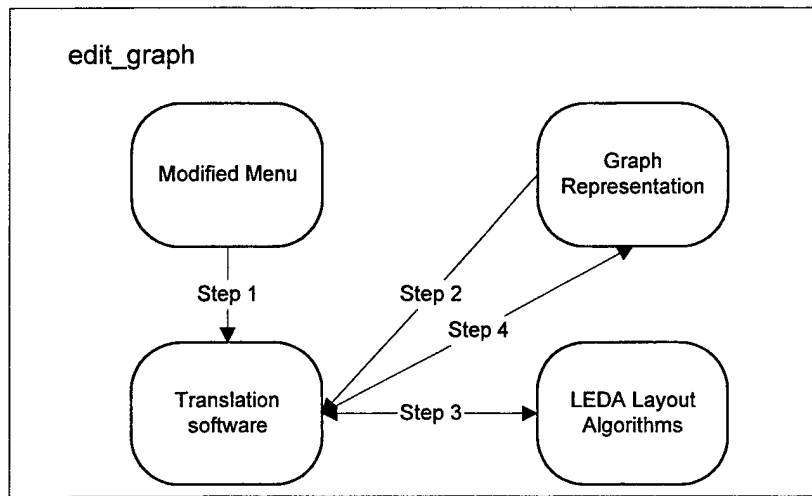 edit_graph
Modified Menu
Graph
Representation
Step 1
Step 2
Step 4
Translation
software
Step 3
LEDA Layout
Algorithms